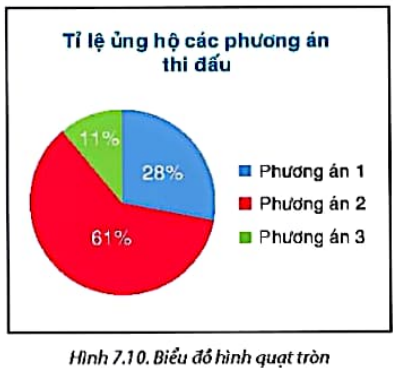 Tỉ lệ ủng hộ các phương án
thi đấu
11%
28%
61%
Phương án 1
Phương án 2
Phương án 3
Hình 7.10. Biểu đồ hình quạt tròn